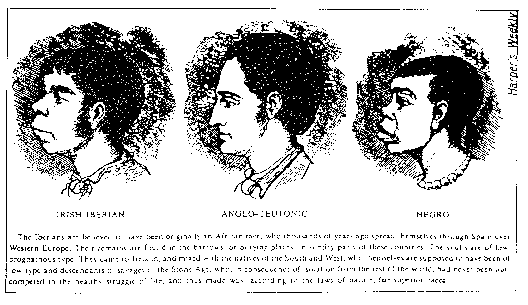 Harper's Weekly
IRISH IBERIAN ANGLO-TEUTONIC NEGRO
The Iberians are believed to have been originally an African race, who thousands of years ago spread themselves through Spain over
Western Europe. Their remains are found in the barrows, or burying places, in sundry parts of these countries. The skulls are of low
prognathous type. They came to Ireland, and mixed with the natives of the South and West, who themselves are supposed to have been of
low type and descendants of savages of the Stone Age, who, in consequence of isolation from the rest of the world, had never been out-
competed in the healthy struggle of life, and thus made way, according to the laws of nature, for superior races.